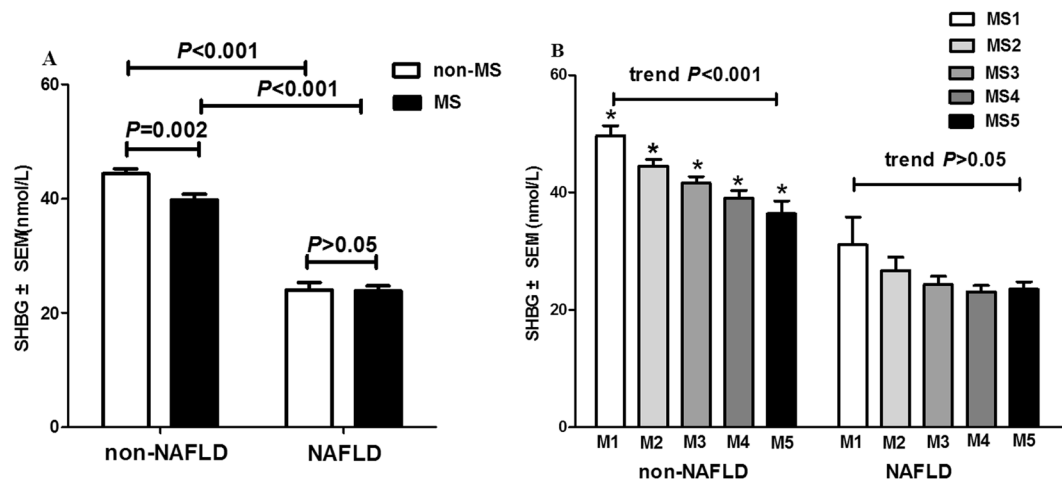 A
P<0.001
non-MS
MS
P<0.001
P=0.002
P>0.05
60
40
20
0
SHBG ± SEM(nmol/L)
non-NAFLD
NAFLD
B
MS1
MS2
MS3
MS4
MS5
trend P<0.001
trend P>0.05
* * * * *
60
40
20
0
SHBG ± SEM (nmol/L)
M1 M2 M3 M4 M5
M1 M2 M3 M4 M5
non-NAFLD
NAFLD